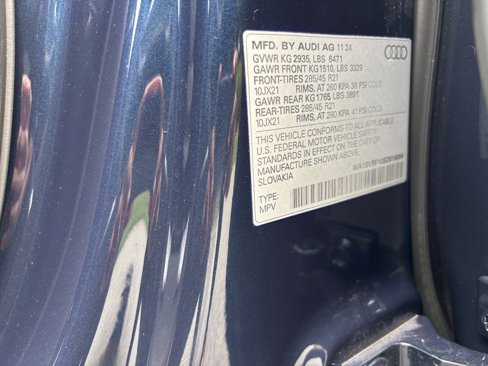 MFD. BY AUDI AG 11 24
GVWR KG 2935, LBS 6471
GAWR FRONT KG 1510, LBS 3329
FRONT-TIRES 285/45 R21
10JX21 RIMS, AT 260 KPA 38 PSI COLD
GAWR REAR KG 1765, LBS 3891
REAR-TIRES 285/45 R21
10JX21 RIMS, AT 280 KPA 41 PSI COLD
THIS VEHICLE CONFORMS TO ALL APPLICABLE
U.S. FEDERAL MOTOR VEHICLE SAFETY
STANDARDS IN EFFECT ON THE DATE OF
MANUFACTURE SHOWN ABOVE.
SLOVAKIA
TYPE:
MPV